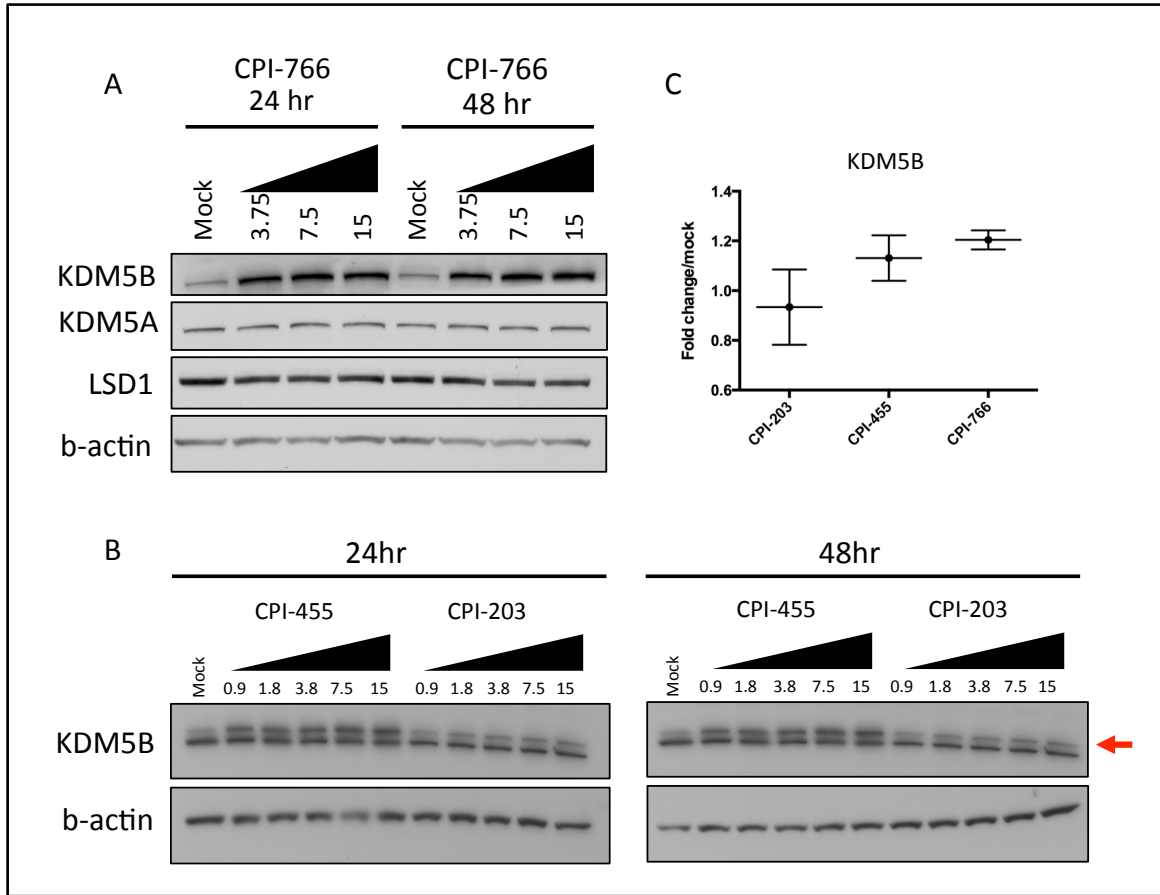 A
CPI-766
24 hr
CPI-766
48 hr
Mock
3.75
7.5
15
Mock
3.75
7.5
15
KDM5B
KDM5A
LSD1
b-actin
C
KDM5B
Fold change/mock
1.4
1.2
1.0
0.8
0.6
CPI-203
CPI-455
CPI-766
B
24hr
48hr
CPI-455
CPI-203
CPI-455
CPI-203
Mock
0.9
1.8
3.8
7.5
15
0.9
1.8
3.8
7.5
15
Mock
0.9
1.8
3.8
7.5
15
0.9
1.8
3.8
7.5
15
KDM5B
b-actin